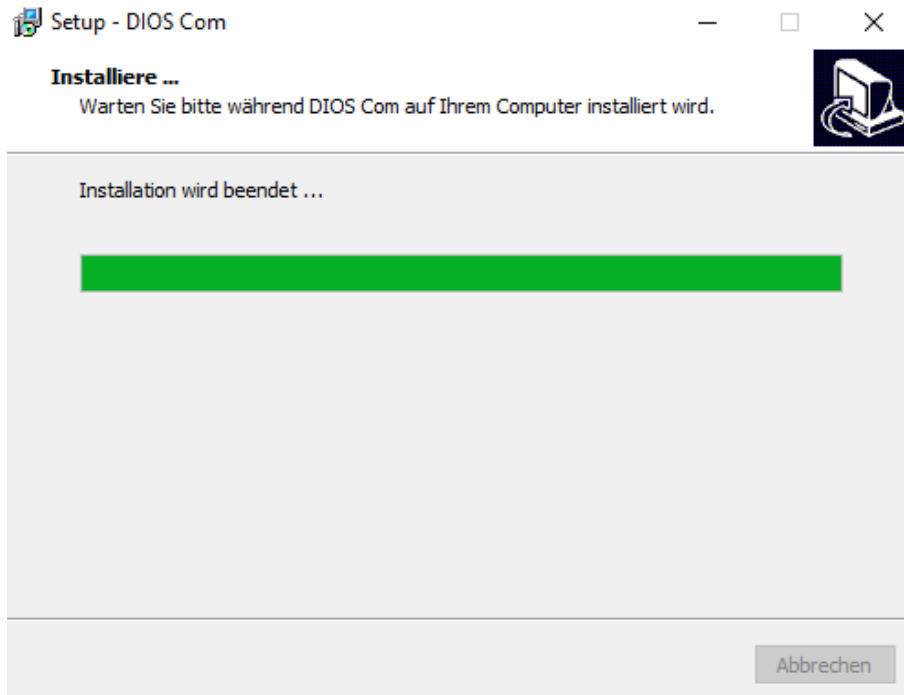 Setup - DIOS Com
Installiere ...
Warten Sie bitte während DIOS Com auf Ihrem Computer installiert wird.
Installation wird beendet ...
Abbrechen